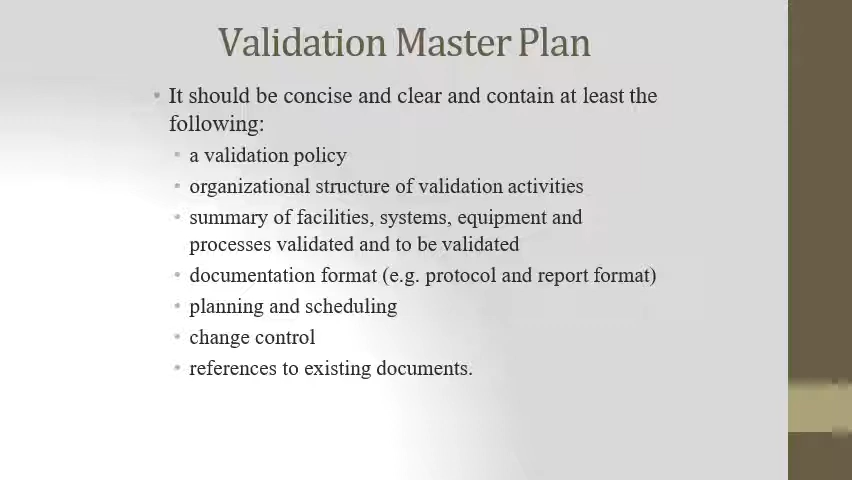 Validation Master Plan
• It should be concise and clear and contain at least the
following:
• a validation policy
• organizational structure of validation activities
• summary of facilities, systems, equipment and
processes validated and to be validated
• documentation format (e.g. protocol and report format)
• planning and scheduling
• change control
• references to existing documents.